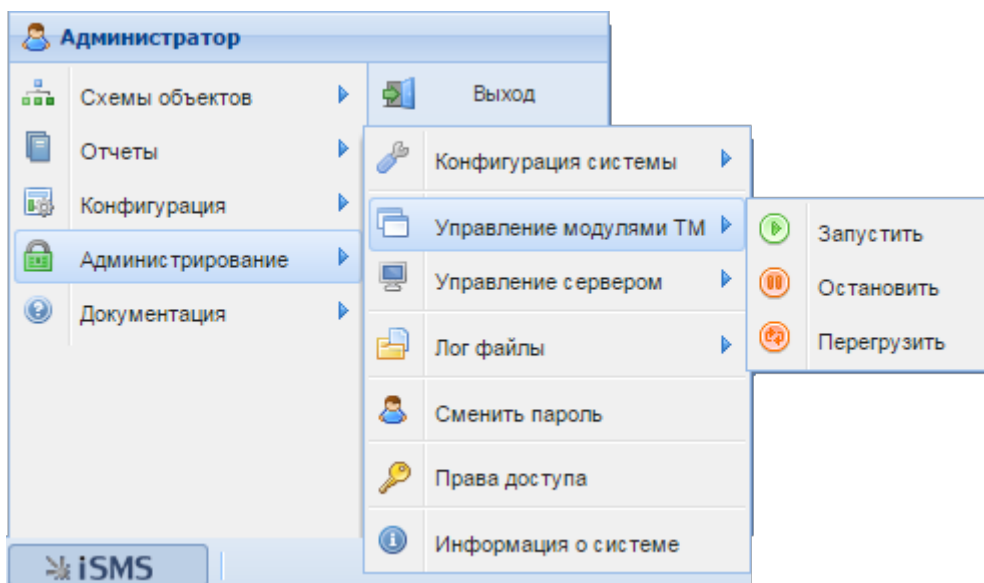 Администратор
Схемы объектов
Отчеты
Конфигурация
Администрирование
Документация
Выход
Конфигурация системы
Управление модулями ТМ
Управление сервером
Лог файлы
Сменить пароль
Права доступа
Информация о системе
Запустить
Остановить
Перегрузить
iSMS